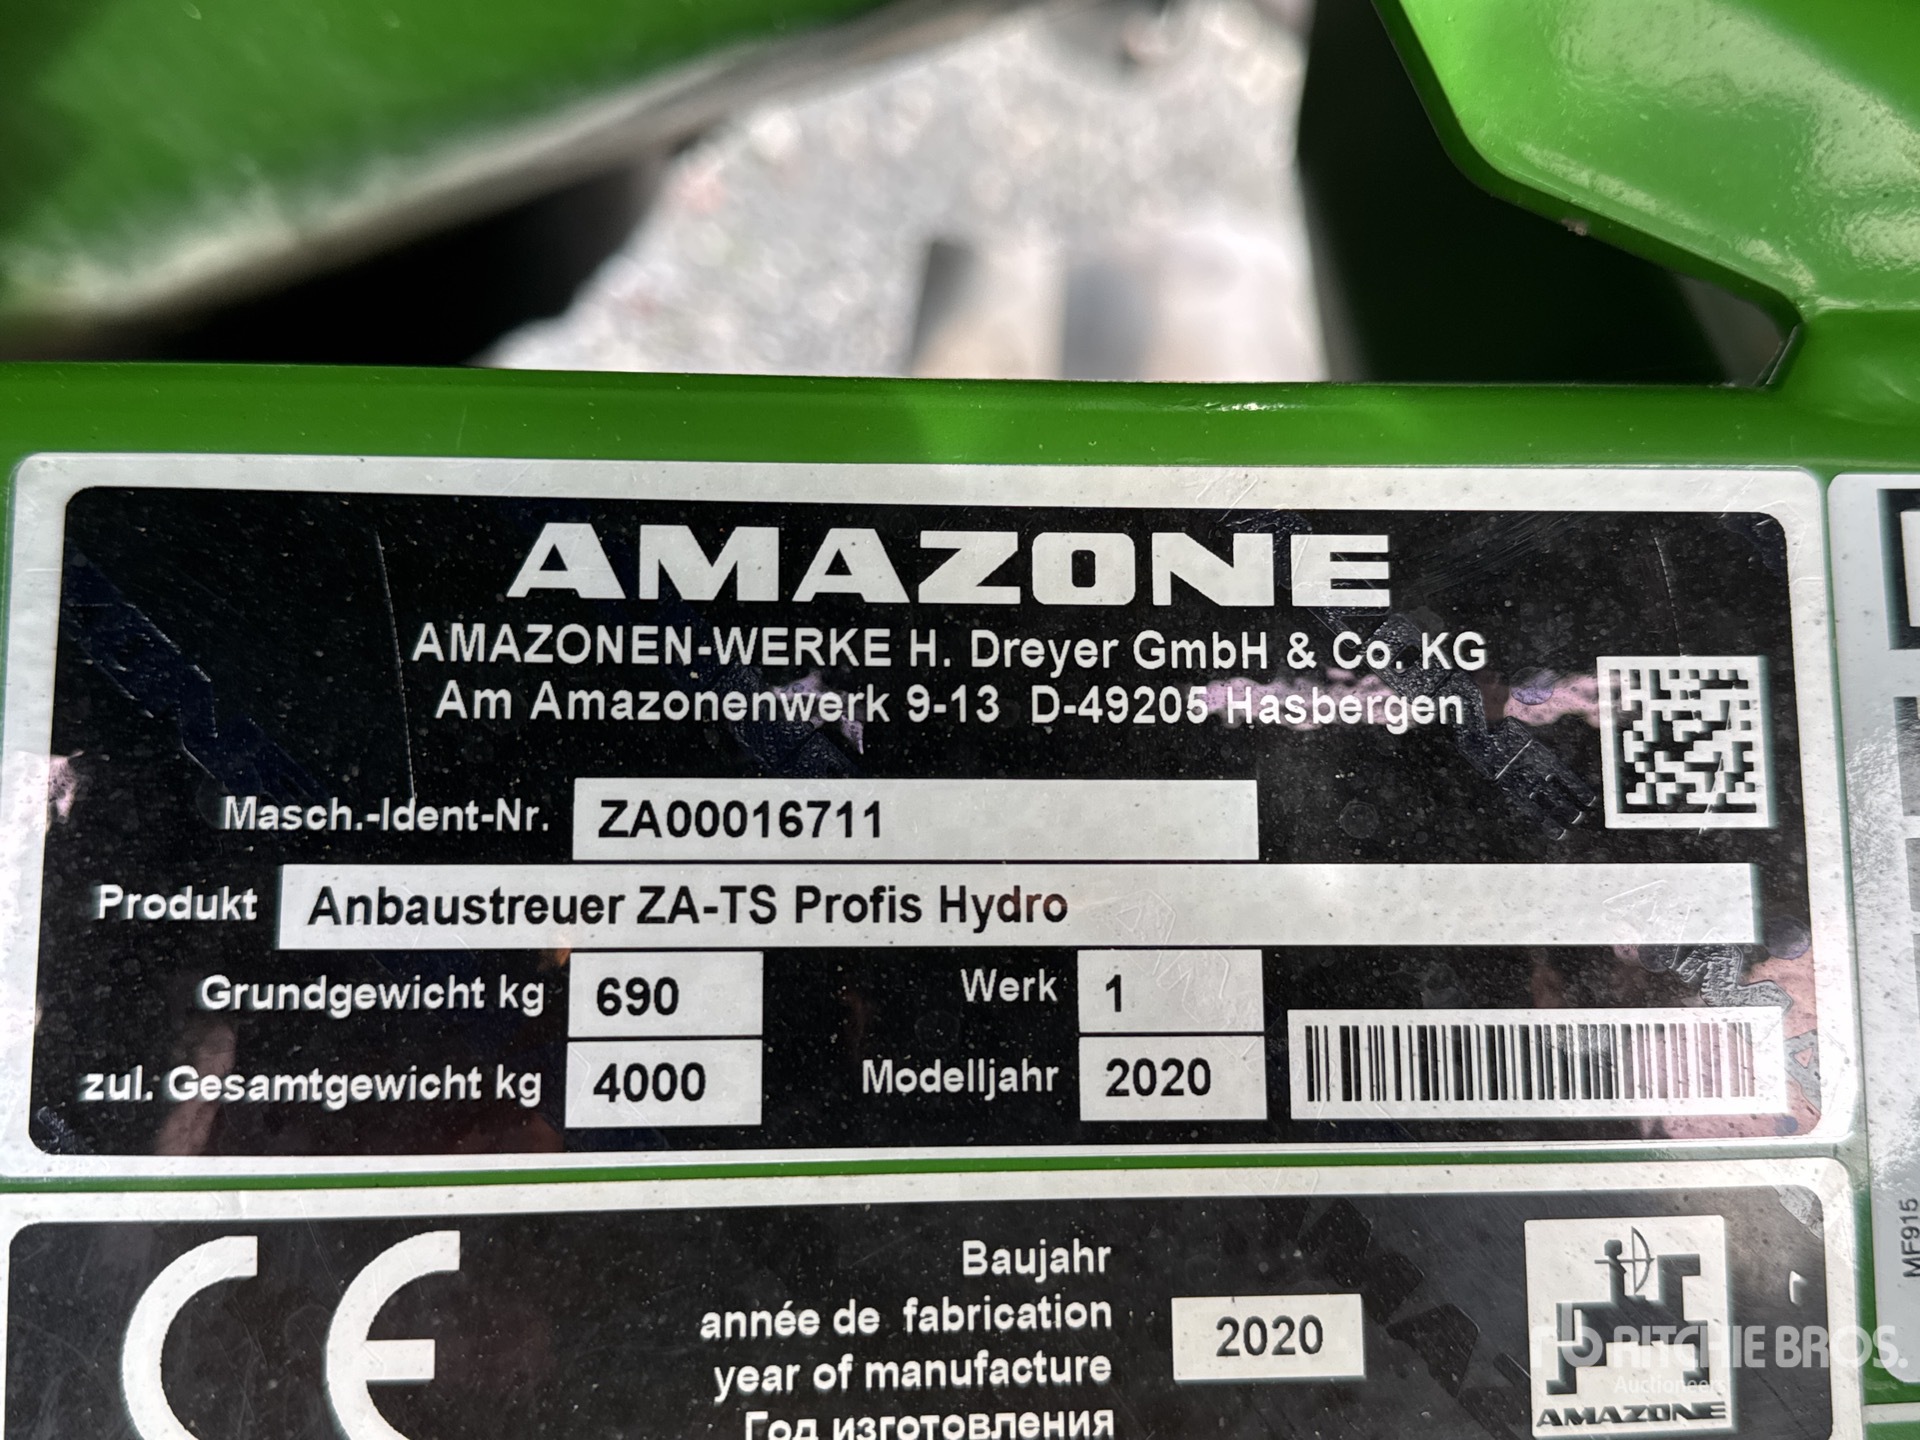 AMAZONE
AMAZONEN-WERKE H. Dreyer GmbH & Co. KG
Am Amazonenwerk 9-13 D-49205 Hasbergen
Masch.-Ident-Nr. ZA00016711
Produkt Anbaustreuer ZA-TS Profis Hydro
Grundgewicht kg 690 Werk 1
zul. Gesamtgewicht kg 4000 Modelljahr 2020
CE
Baujahr
année de fabrication
year of manufacture
Год изготовления
2020
AMAZONE
MF915
RITCHIE BROS.
Auctioneers